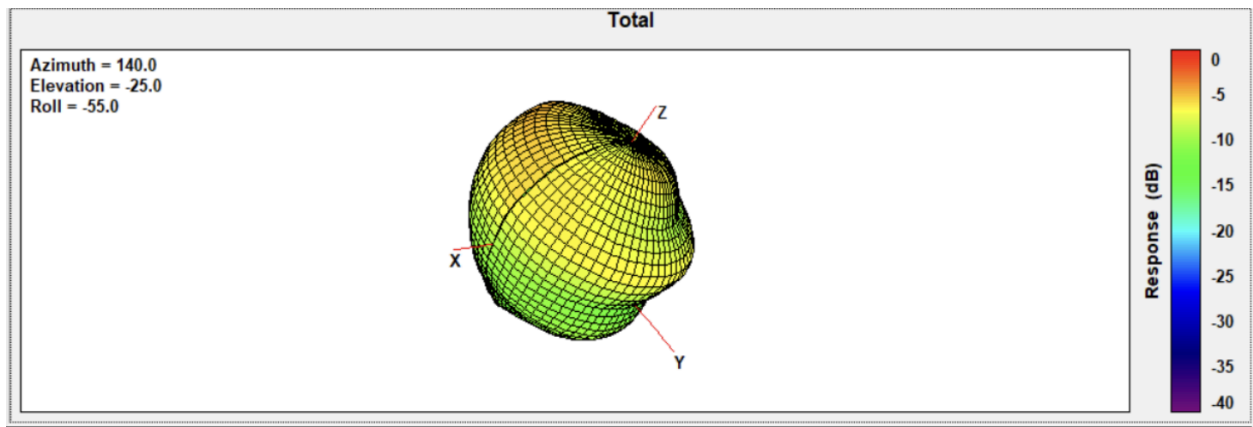 Total
Azimuth = 140.0
Elevation = -25.0
Roll = -55.0
Z
X
Y
Response (dB)
0
-5
-10
-15
-20
-25
-30
-35
-40